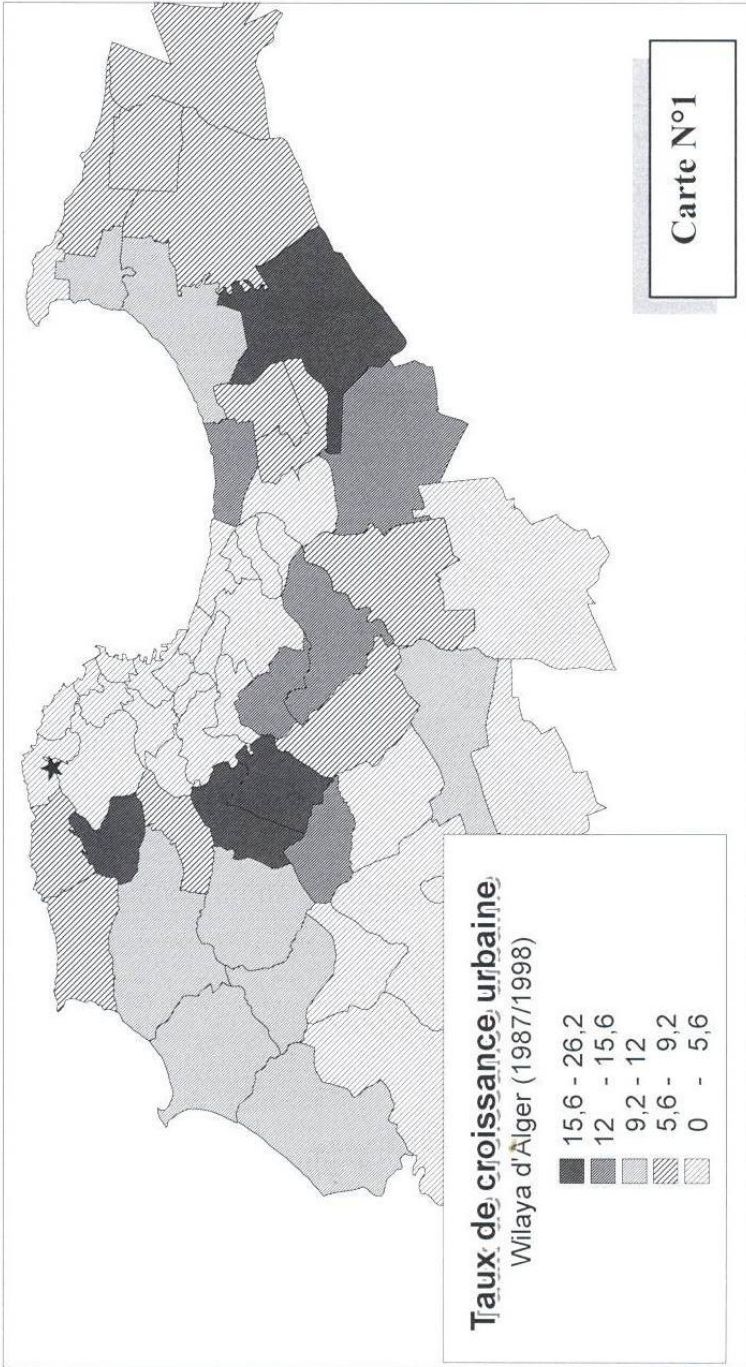 Carte N°1
Taux de croissance urbaine
Wilaya d'Alger (1987/1998)
15,6 - 26,2
12 - 15,6
9,2 - 12
5,6 - 9,2
0 - 5,6